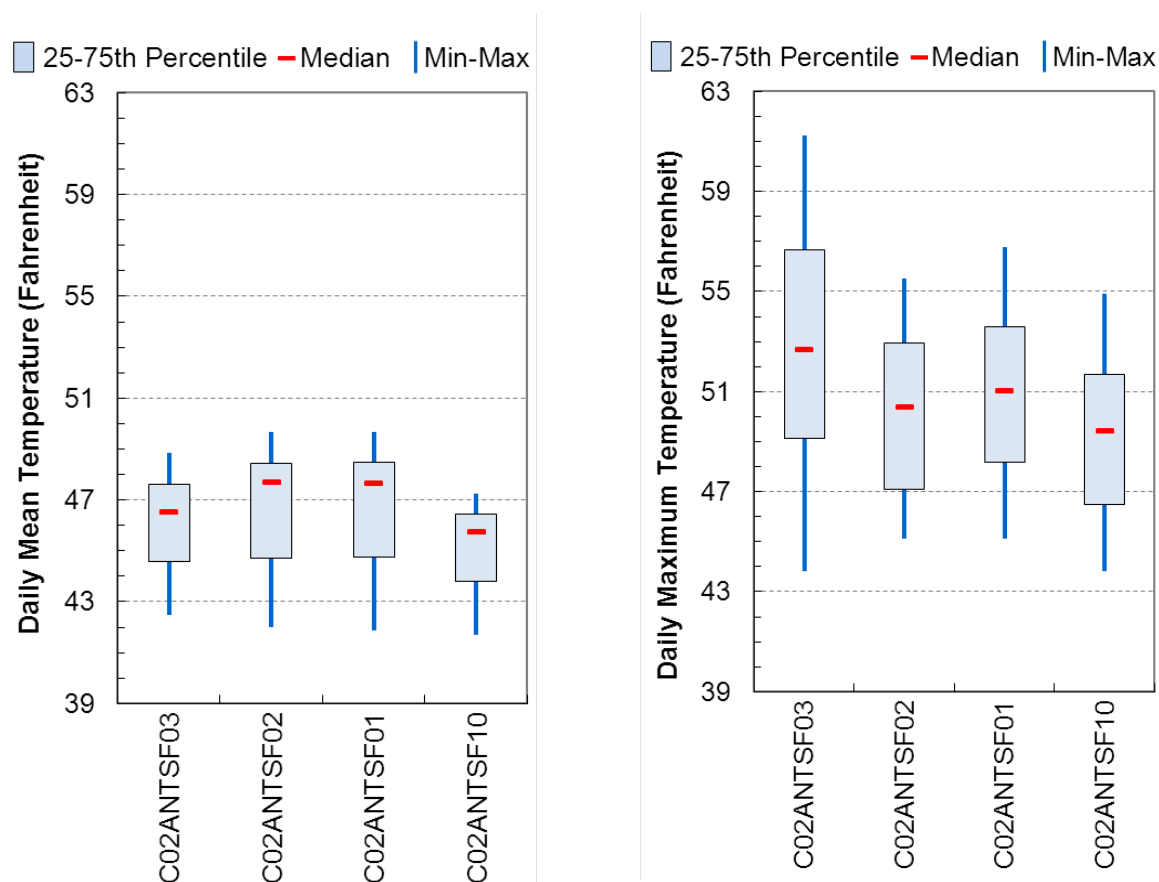 25-75th Percentile Median Min-Max
Daily Mean Temperature (Fahrenheit)
63
59
55
51
47
43
39
C02ANTSF03
C02ANTSF02
C02ANTSF01
C02ANTSF10
25-75th Percentile Median Min-Max
Daily Maximum Temperature (Fahrenheit)
63
59
55
51
47
43
39
C02ANTSF03
C02ANTSF02
C02ANTSF01
C02ANTSF10